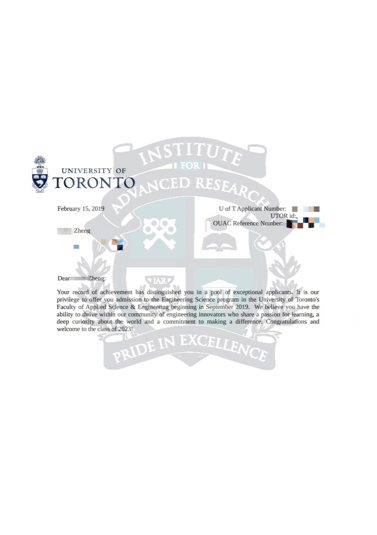 INSTITUTE
FOR
ADVANCED RESEARCH
UNIVERSITY OF
TORONTO
February 15, 2019
U of T Applicant Number:
UTOR id:
OUAC Reference Number:
Zheng
Dear Zheng:
IAR
Your record of achievement has distinguished you in a pool of exceptional applicants. It is our
privilege to offer you admission to the Engineering Science program in the University of Toronto's
Faculty of Applied Science & Engineering beginning in September 2019. We believe you have the
ability to thrive within our community of engineering innovators who share a passion for learning, a
deep curiosity about the world and a commitment to making a difference. Congratulations and
welcome to the class of 2023!
PRIDE IN EXCELLENCE